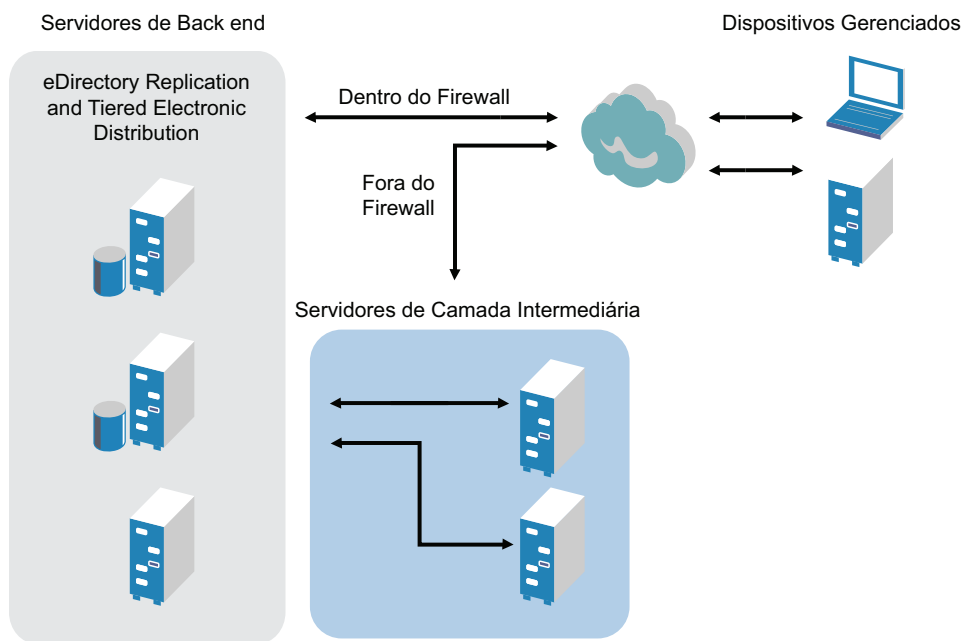 Servidores de Back end
Dispositivos Gerenciados
eDirectory Replication
and Tiered Electronic
Distribution
Dentro do Firewall
Fora do
Firewall
Servidores de Camada Intermediária